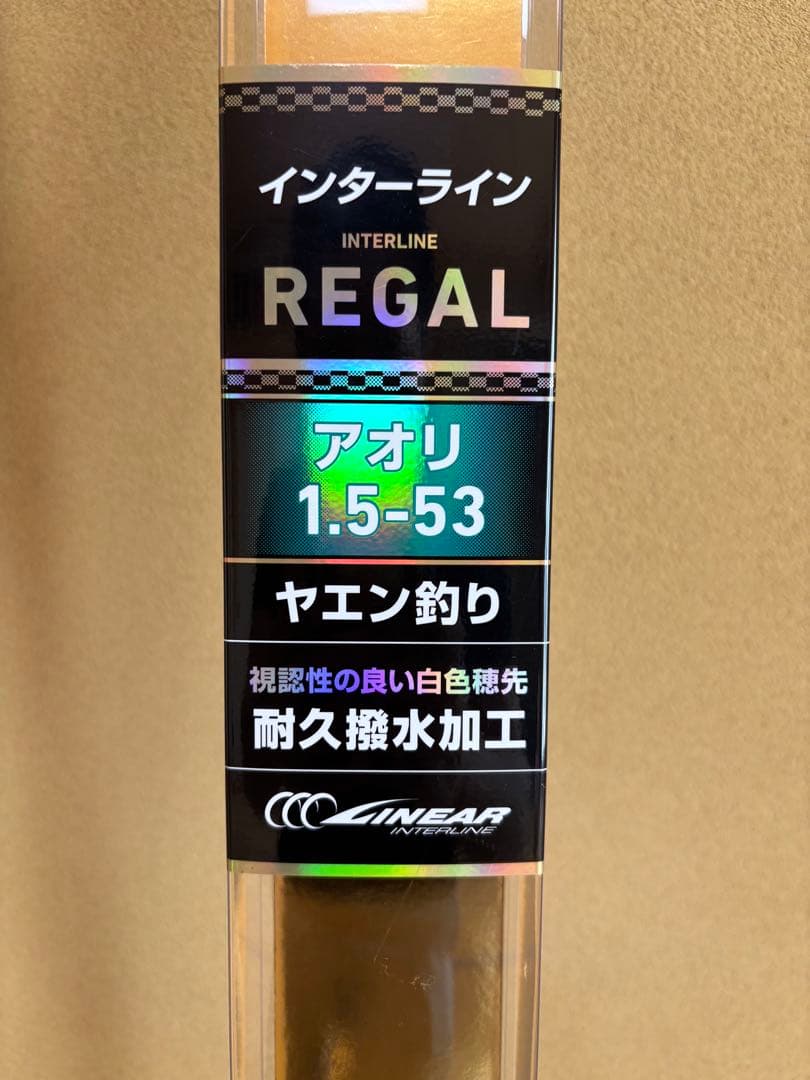 インターライン
INTERLINE
REGAL
アオリ
1.5-53
ヤエン釣り
視認性の良い白色穂先
耐久撥水加工
LINEAR
INTERLINE